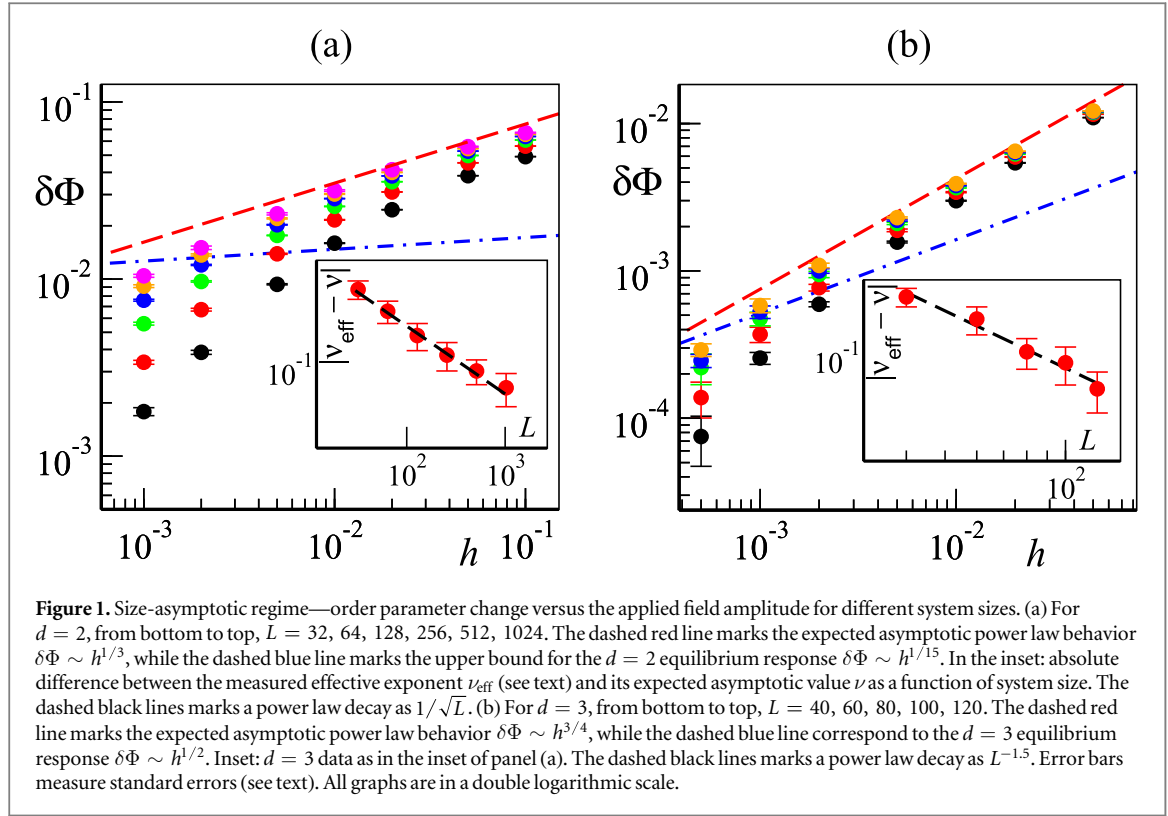 (a)
(b)
10⁻¹
10⁻²
10⁻³
δΦ
10⁻³
10⁻²
10⁻¹
h
|ν_eff − ν|
10⁻¹
10²
10³
L
10⁻²
10⁻³
10⁻⁴
δΦ
10⁻³
10⁻²
h
|ν_eff − ν|
10⁻¹
10²
L
Figure 1. Size-asymptotic regime—order parameter change versus the applied field amplitude for different system sizes. (a) For
d = 2, from bottom to top, L = 32, 64, 128, 256, 512, 1024. The dashed red line marks the expected asymptotic power law behavior
δΦ ~ h^{1/3}, while the dashed blue line marks the upper bound for the d = 2 equilibrium response δΦ ~ h^{1/15}. In the inset: absolute
difference between the measured effective exponent ν_eff (see text) and its expected asymptotic value ν as a function of system size. The
dashed black lines marks a power law decay as 1/√L. (b) For d = 3, from bottom to top, L = 40, 60, 80, 100, 120. The dashed red
line marks the expected asymptotic power law behavior δΦ ~ h^{3/4}, while the dashed blue line correspond to the d = 3 equilibrium
response δΦ ~ h^{1/2}. Inset: d = 3 data as in the inset of panel (a). The dashed black lines marks a power law decay as L^{−1.5}. Error bars
measure standard errors (see text). All graphs are in a double logarithmic scale.